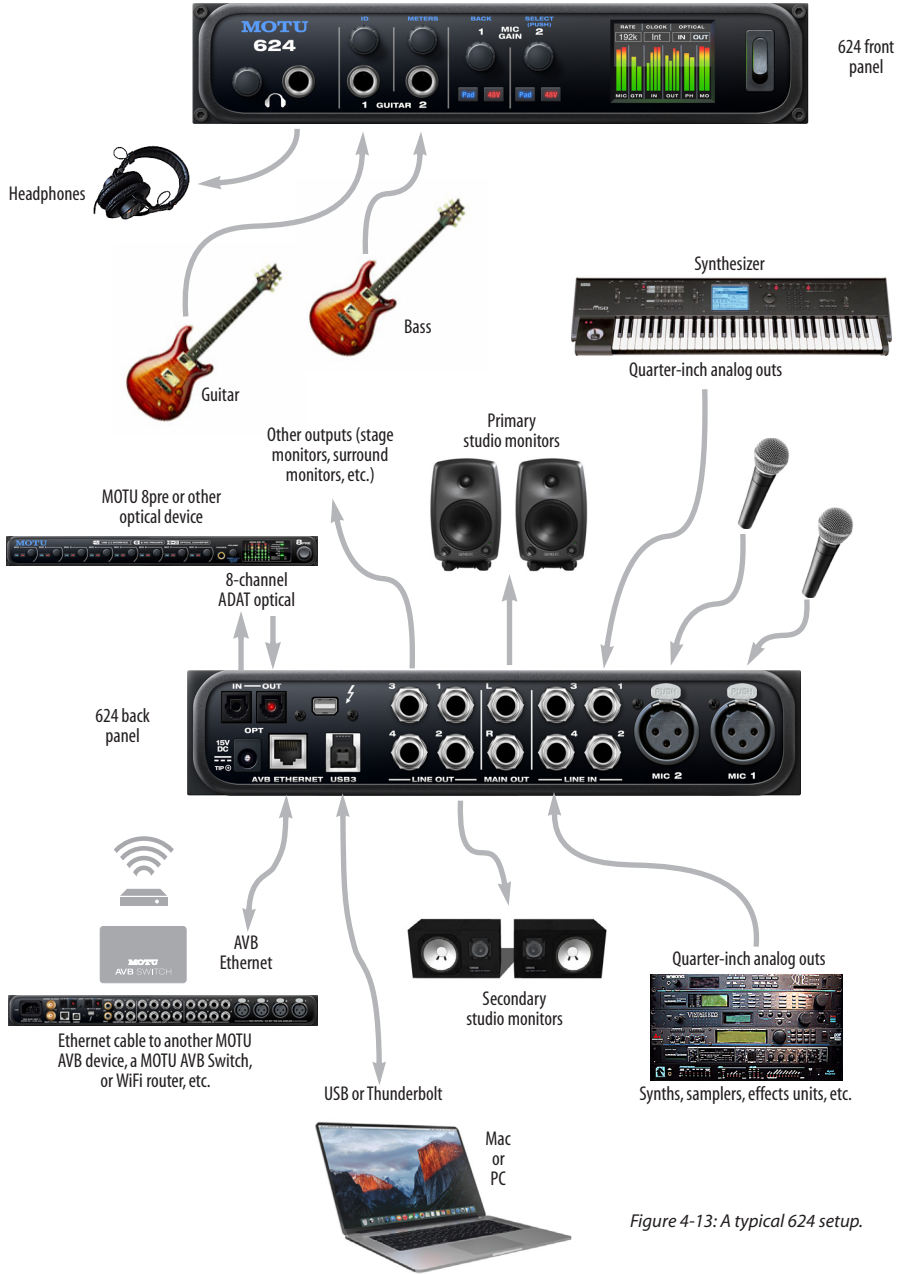 MOTU
624
ID
METERS
BACK
1
MIC
GAIN
SELECT
(PUSH)
2
Pad
48V
Pad
48V
1 GUITAR 2
RATE
CLOCK
OPTICAL
192k
Int
IN
OUT
MIC
GTR
IN
OUT
PH
MO
624 front
panel
Headphones
Guitar
Bass
Synthesizer
Quarter-inch analog outs
Other outputs (stage
monitors, surround
monitors, etc.)
Primary
studio monitors
MOTU 8pre or other
optical device
MOTU
8-channel
ADAT optical
624 back
panel
IN
OUT
OPT
15V
DC
TIP
AVB ETHERNET
USB3
3
1
4
2
LINE OUT
L
R
MAIN OUT
3
1
4
2
LINE IN
PUSH
MIC 2
PUSH
MIC 1
MOTU
AVB SWITCH
AVB
Ethernet
Ethernet cable to another MOTU
AVB device, a MOTU AVB Switch,
or WiFi router, etc.
Secondary
studio monitors
Quarter-inch analog outs
Synths, samplers, effects units, etc.
USB or Thunderbolt
Mac
or
PC
Figure 4-13: A typical 624 setup.